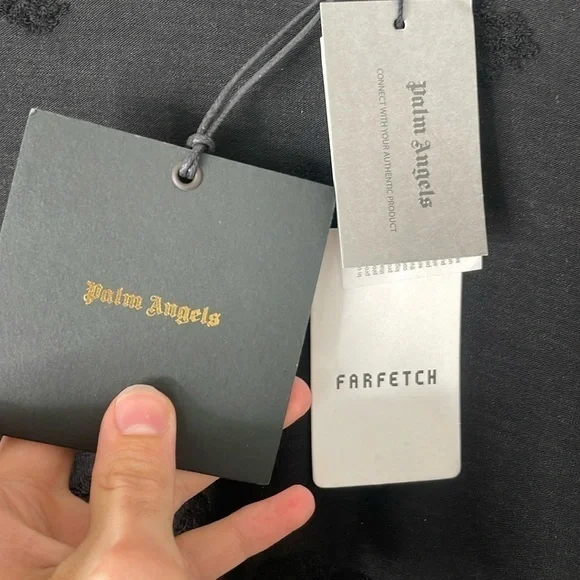 Palm Angels
Palm Angels
CONNECT WITH YOUR AUTHENTIC PRODUCT
FARFETCH